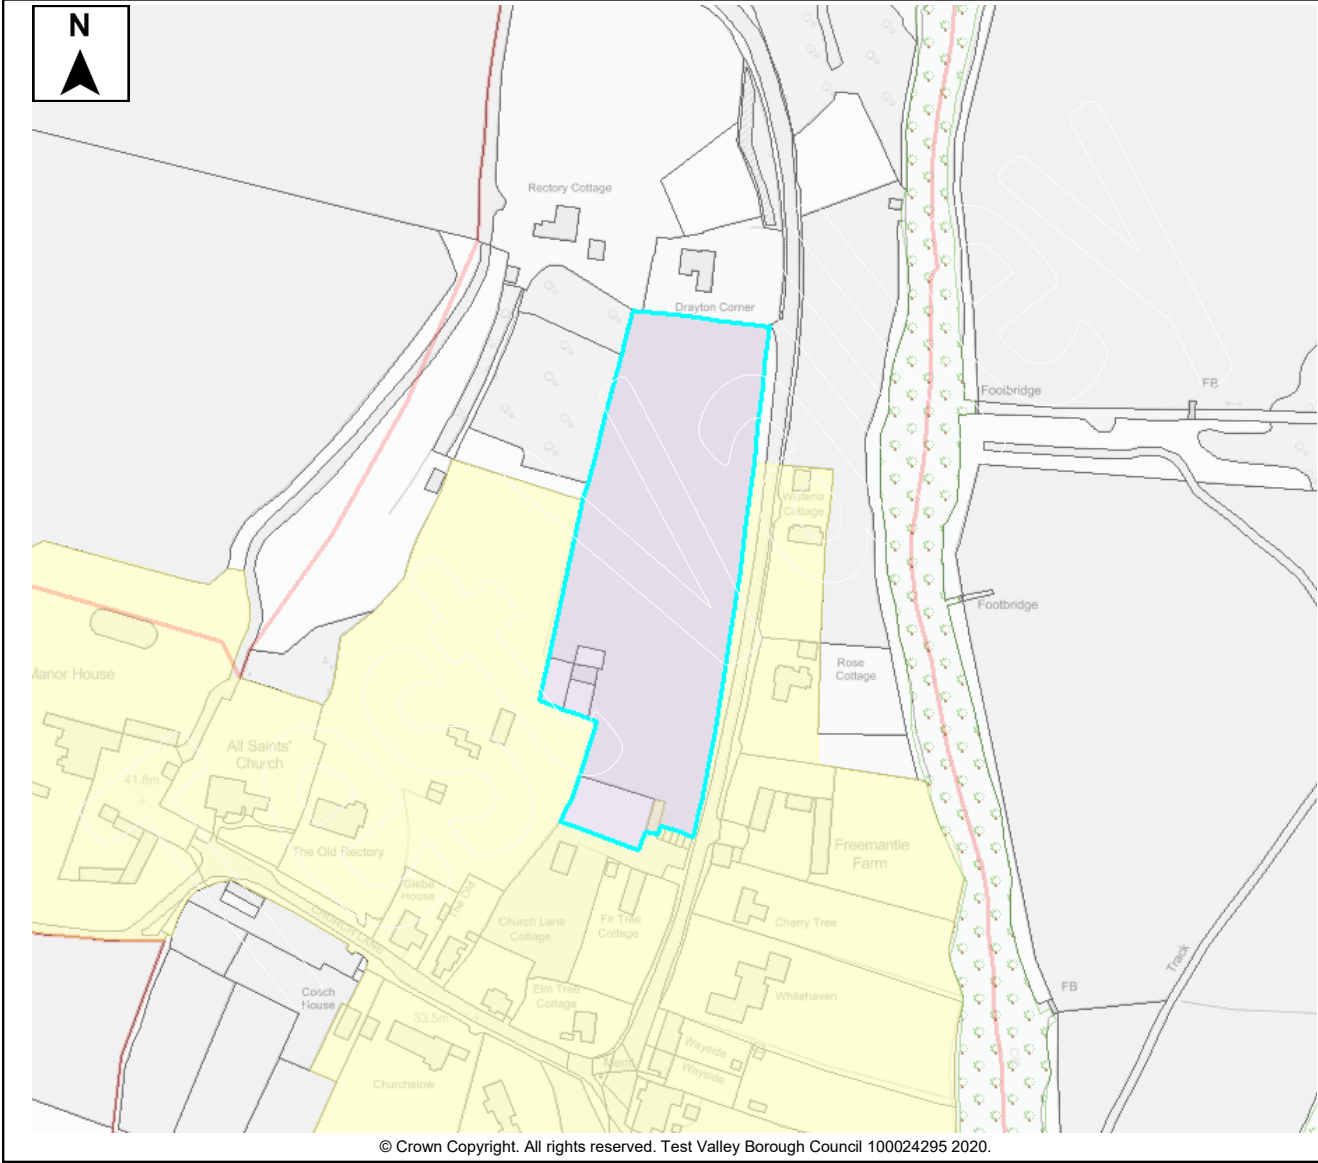 N
Rectory Cottage
Drayton Corner
Footbridge
FB
Wisteria
Cottage
Footbridge
Rose
Cottage
Manor House
All Saints'
Church
41.8m
The Old Rectory
Freemantle
Farm
Glebe
House
The Old
CHURCH LANE
Church Lane
Cottage
Fir Tree
Cottage
Cherry Tree
Track
Coach
House
Elm Tree
Cottage
Whitehaven
FB
33.5m
Wayside
Wayside
Churchstow
© Crown Copyright. All rights reserved. Test Valley Borough Council 100024295 2020.